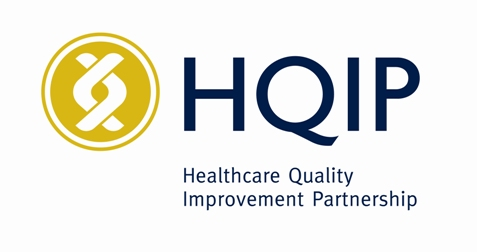 HQIP
Healthcare Quality
Improvement Partnership